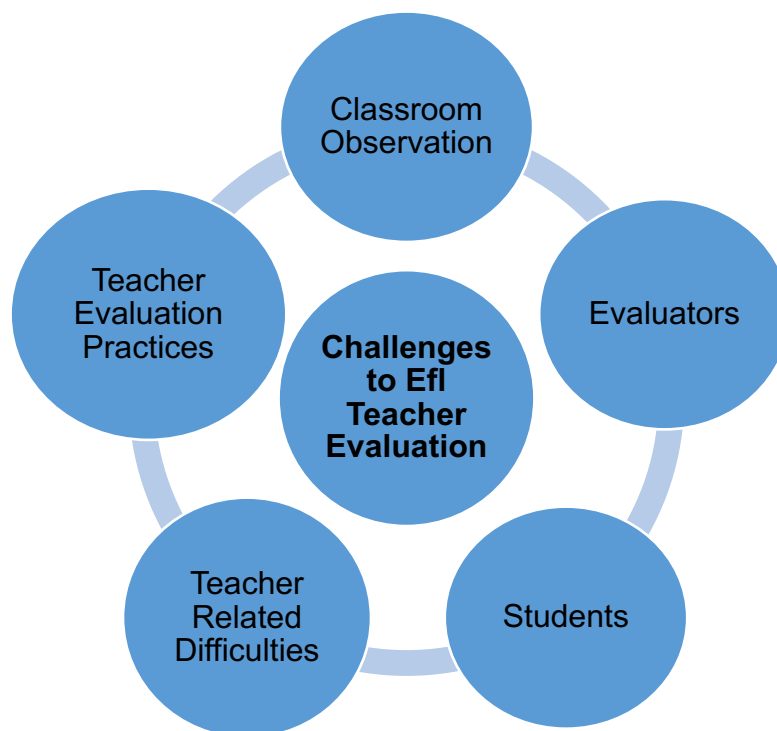 Classroom
Observation
Evaluators
Students
Teacher
Related
Difficulties
Teacher
Evaluation
Practices
Challenges
to Efl
Teacher
Evaluation